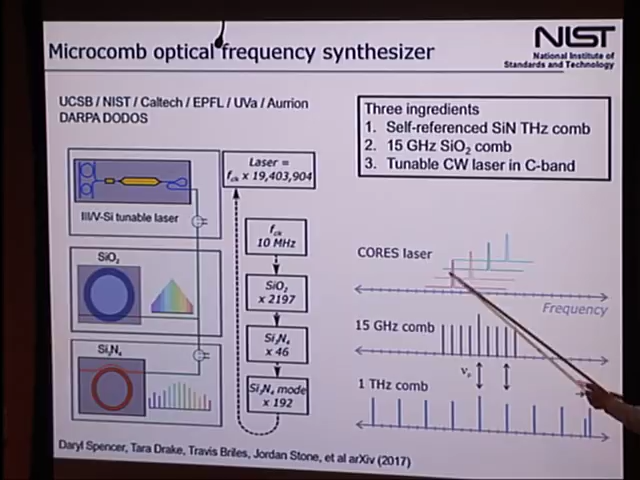 Microcomb optical frequency synthesizer
NIST
National Institute of
Standards and Technology
UCSB / NIST / Caltech / EPFL / UVa / Aurrion
DARPA DODOS
Three ingredients
1. Self-referenced SiN THz comb
2. 15 GHz SiO₂ comb
3. Tunable CW laser in C-band
III/V-Si tunable laser
SiO₂
Si₃N₄
Laser =
f_clk x 19,403,904
f_clk
10 MHz
SiO₂
x 2197
Si₃N₄
x 46
Si₃N₄ mode
x 192
CORES laser
Frequency
15 GHz comb
1 THz comb
Daryl Spencer, Tara Drake, Travis Briles, Jordan Stone, et al arXiv (2017)